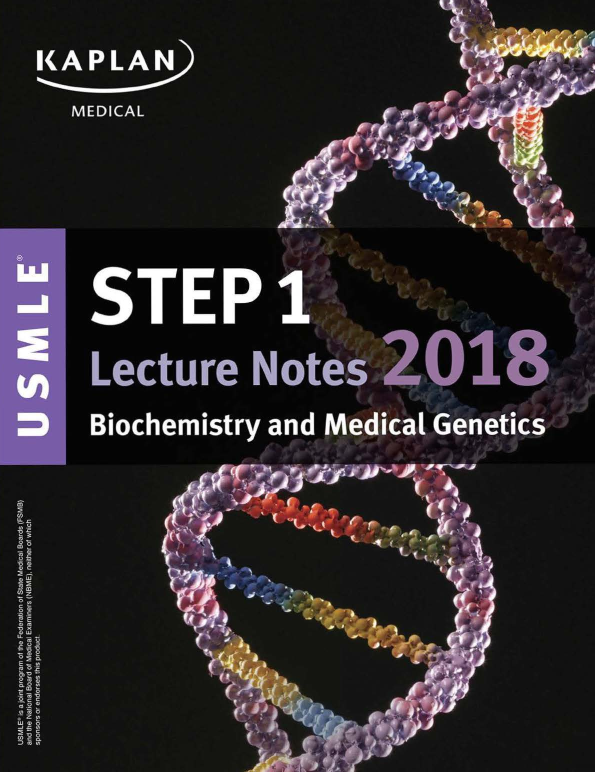 KAPLAN
MEDICAL
USMLE®
STEP 1
Lecture Notes 2018
Biochemistry and Medical Genetics
USMLE® is a joint program of the Federation of State Medical Boards (FSMB)
and the National Board of Medical Examiners (NBME), neither of which
sponsors or endorses this product.